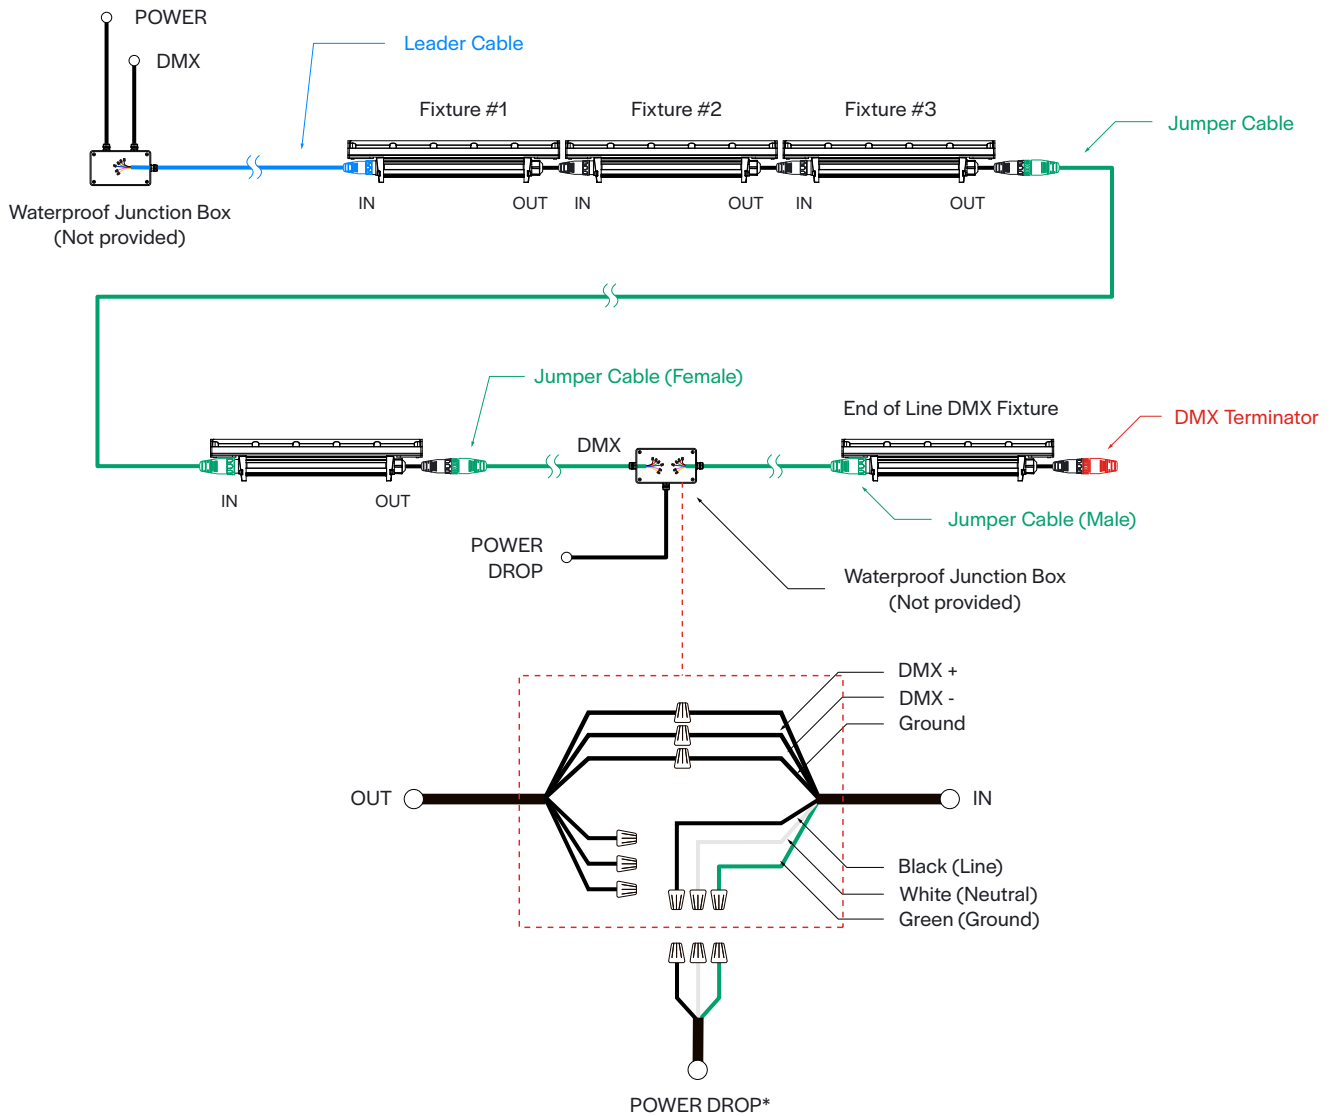 POWER
DMX
Leader Cable
Fixture #1
Fixture #2
Fixture #3
Jumper Cable
IN
OUT
IN
OUT
IN
OUT
Waterproof Junction Box
(Not provided)
Jumper Cable (Female)
DMX
End of Line DMX Fixture
DMX Terminator
IN
OUT
Jumper Cable (Male)
POWER
DROP
Waterproof Junction Box
(Not provided)
DMX +
DMX -
Ground
OUT
IN
Black (Line)
White (Neutral)
Green (Ground)
POWER DROP*